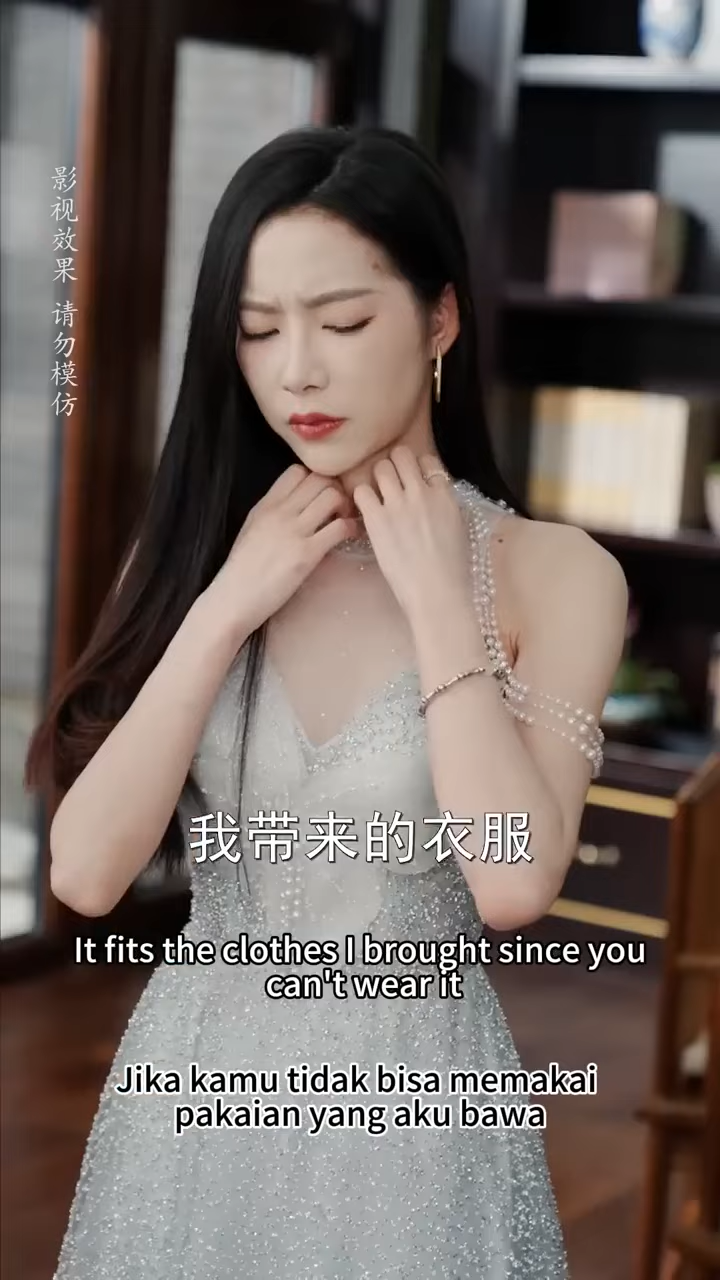 影视效果 请勿模仿
我带来的衣服
It fits the clothes I brought since you
can't wear it
Jika kamu tidak bisa memakai
pakaian yang aku bawa